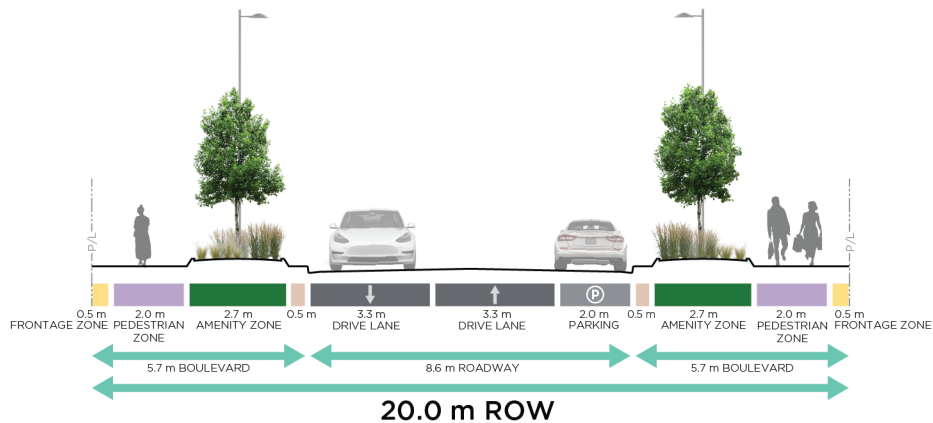 P/L
P/L
P
0.5 m 2.0 m 2.7 m 0.5 m 3.3 m 3.3 m 2.0 m 0.5 m 2.7 m 2.0 m 0.5 m
FRONTAGE ZONE PEDESTRIAN ZONE AMENITY ZONE DRIVE LANE DRIVE LANE PARKING AMENITY ZONE PEDESTRIAN ZONE FRONTAGE ZONE
5.7 m BOULEVARD 8.6 m ROADWAY 5.7 m BOULEVARD
20.0 m ROW